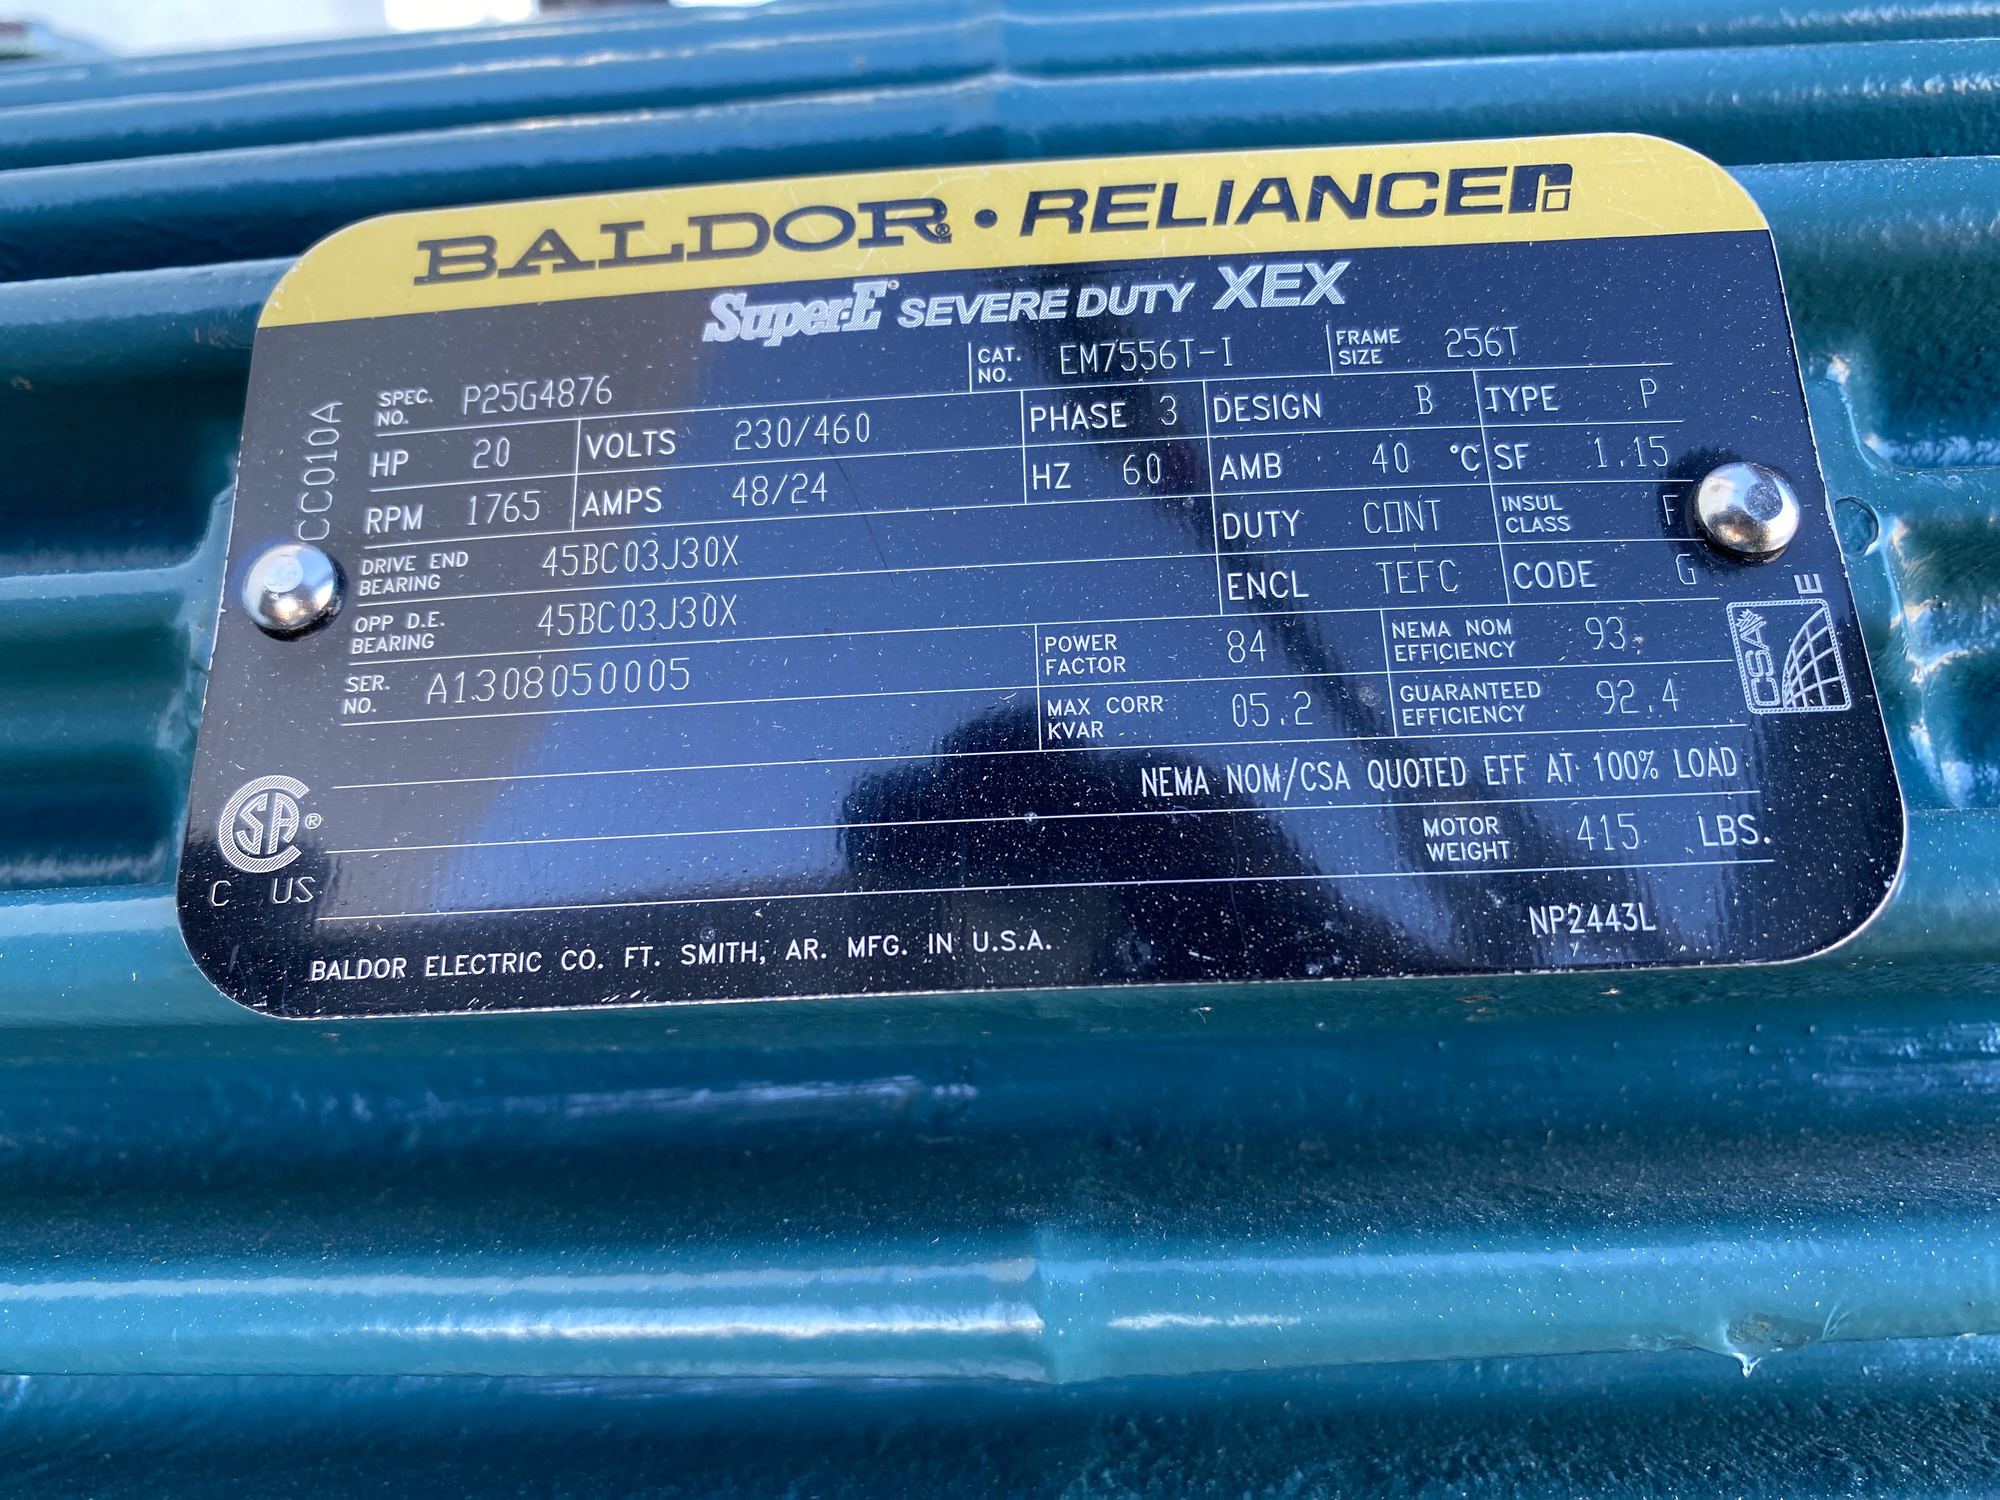 BALDOR® · RELIANCE
Super-E® SEVERE DUTY XEX
CC010A
SPEC. NO. P25G4876 CAT. NO. EM7556T-I FRAME SIZE 256T
HP 20 VOLTS 230/460 PHASE 3 DESIGN B TYPE P
RPM 1765 AMPS 48/24 HZ 60 AMB 40 °C SF 1.15
DRIVE END BEARING 45BC03J30X DUTY CONT INSUL CLASS F
OPP D.E. BEARING 45BC03J30X ENCL TEFC CODE G
SER. NO. A1308050005 POWER FACTOR 84 NEMA NOM EFFICIENCY 93.
MAX CORR KVAR 05.2 GUARANTEED EFFICIENCY 92.4
CSA E
NEMA NOM/CSA QUOTED EFF AT 100% LOAD
MOTOR WEIGHT 415 LBS.
CSA®
C US
NP2443L
BALDOR ELECTRIC CO. FT. SMITH, AR. MFG. IN U.S.A.